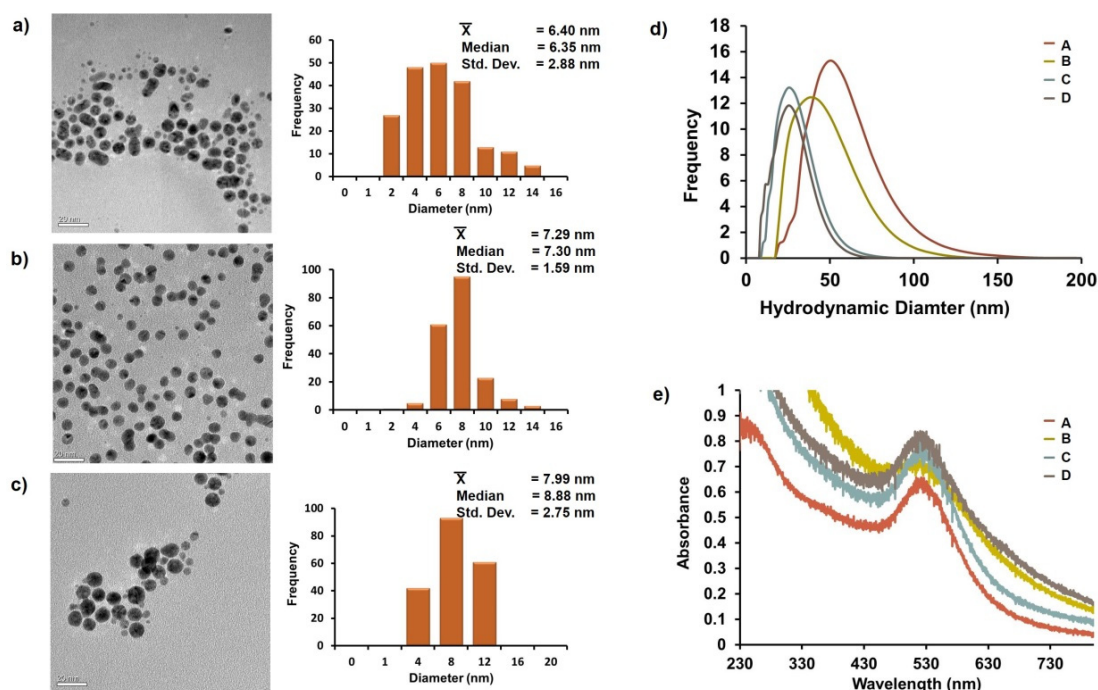 a)
20 nm
X = 6.40 nm
Median = 6.35 nm
Std. Dev. = 2.88 nm
60
50
40
30
20
10
0
Frequency
0 1 2 4 6 8 10 12 14 16
Diameter (nm)
b)
20 nm
X = 7.29 nm
Median = 7.30 nm
Std. Dev. = 1.59 nm
100
80
60
40
20
0
Frequency
0 1 2 4 6 8 10 12 14 16
Diameter (nm)
c)
20 nm
X = 7.99 nm
Median = 8.88 nm
Std. Dev. = 2.75 nm
100
80
60
40
20
0
Frequency
0 1 4 8 12 16 20
Diameter (nm)
d)
18
16
14
12
10
8
6
4
2
0
Frequency
0 50 100 150 200
Hydrodynamic Diamter (nm)
A
B
C
D
e)
1
0.9
0.8
0.7
0.6
0.5
0.4
0.3
0.2
0.1
0
Absorbance
230 330 430 530 630 730
Wavelength (nm)
A
B
C
D